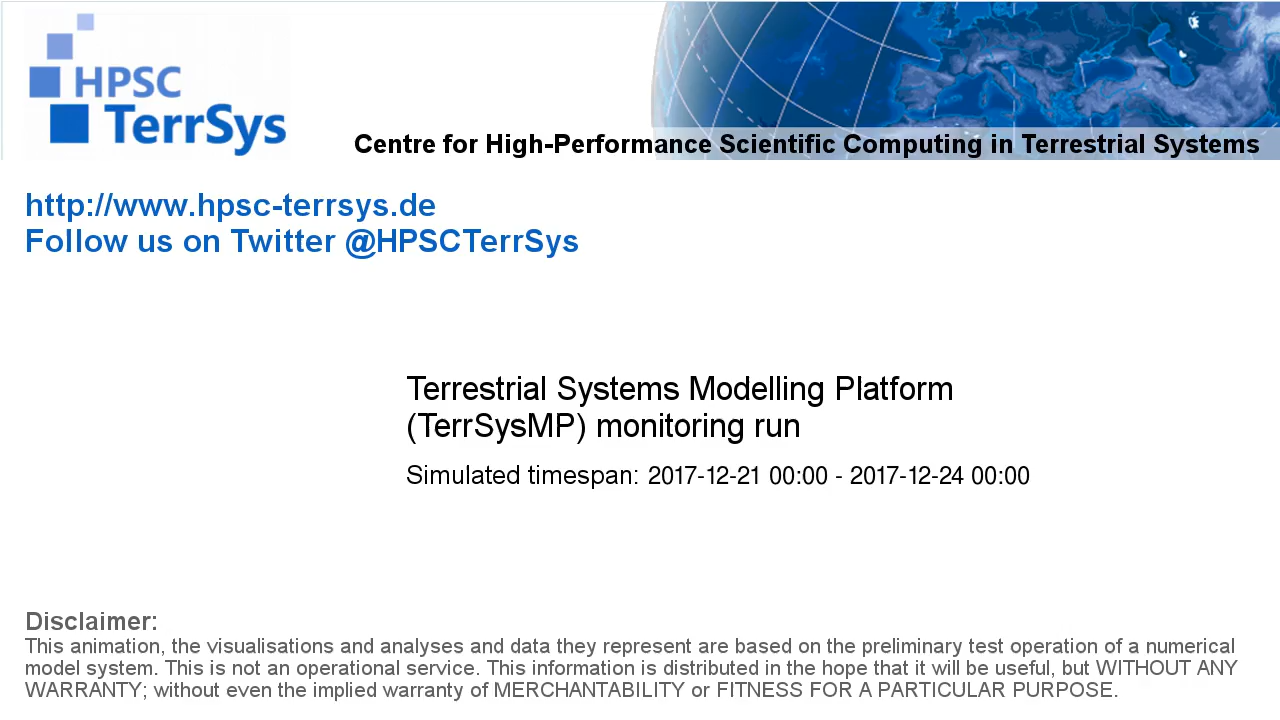 HPSC
TerrSys
Centre for High-Performance Scientific Computing in Terrestrial Systems
http://www.hpsc-terrsys.de
Follow us on Twitter @HPSCTerrSys
Terrestrial Systems Modelling Platform
(TerrSysMP) monitoring run
Simulated timespan: 2017-12-21 00:00 - 2017-12-24 00:00
Disclaimer:
This animation, the visualisations and analyses and data they represent are based on the preliminary test operation of a numerical
model system. This is not an operational service. This information is distributed in the hope that it will be useful, but WITHOUT ANY
WARRANTY; without even the implied warranty of MERCHANTABILITY or FITNESS FOR A PARTICULAR PURPOSE.